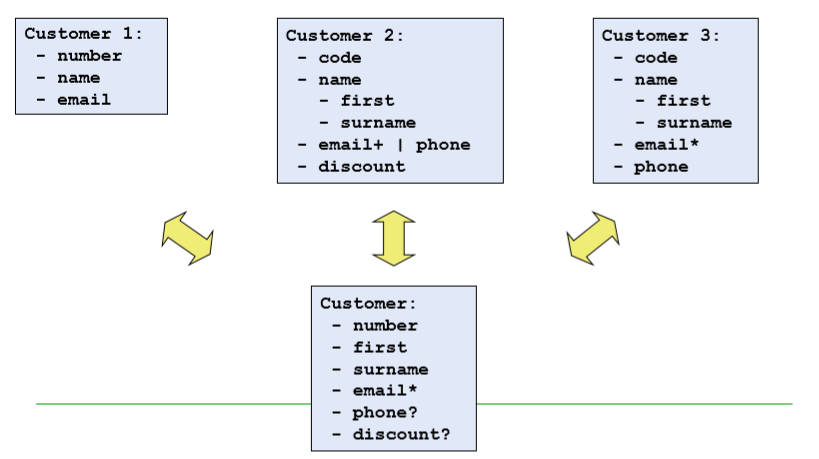 Customer 1:
- number
- name
- email
Customer 2:
- code
- name
- first
- surname
- email+ | phone
- discount
Customer 3:
- code
- name
- first
- surname
- email*
- phone
Customer:
- number
- first
- surname
- email*
- phone?
- discount?